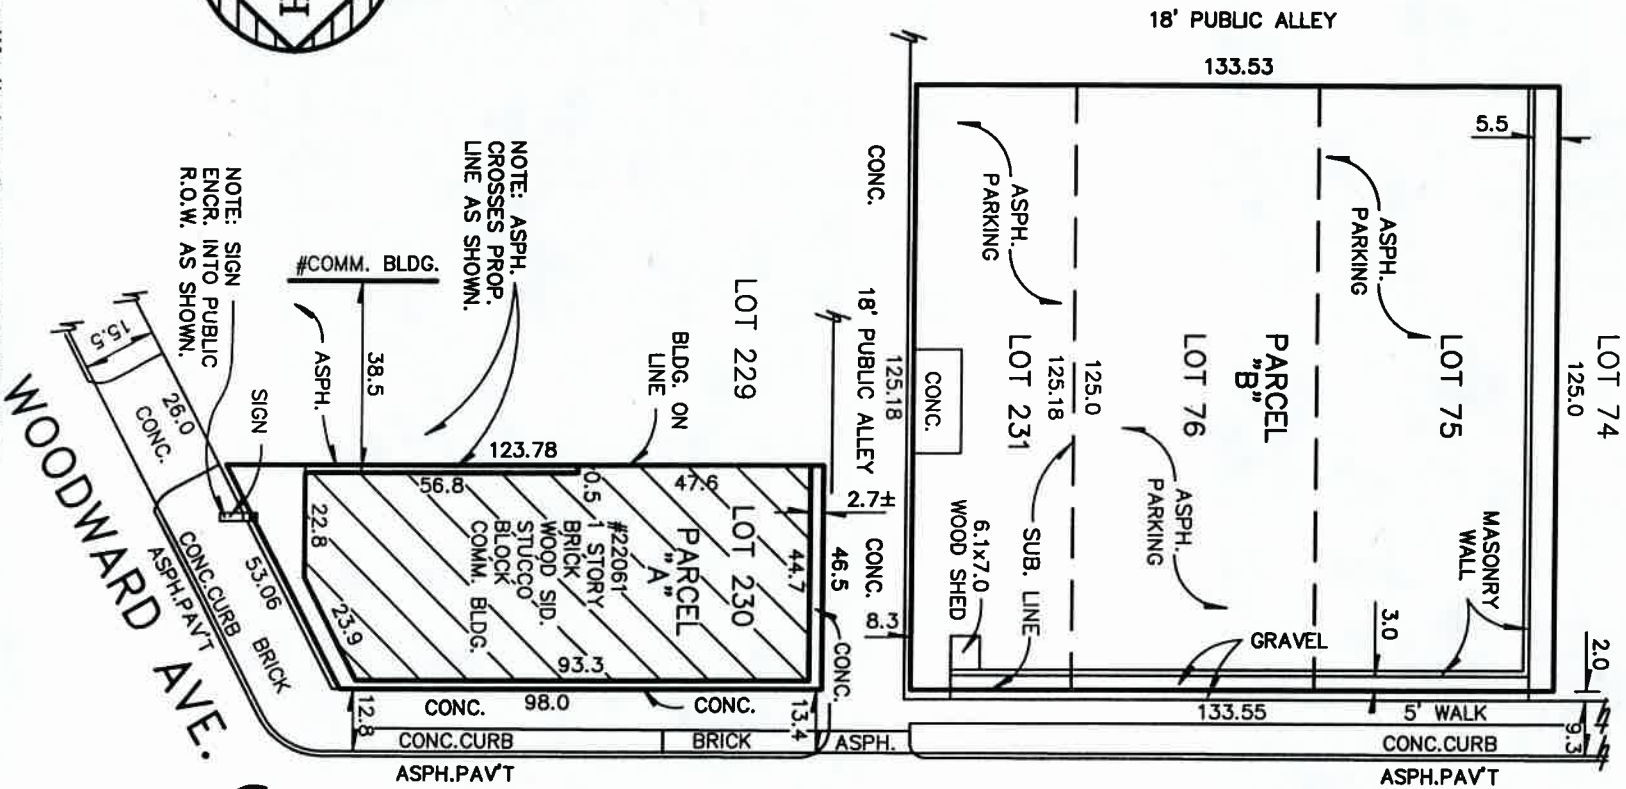 H
18' PUBLIC ALLEY
133.53
5.5
CONC.
ASPH.
PARKING
ASPH.
PARKING
LOT 74
125.0
NOTE: ASPH.
CROSSES PROP.
LINE AS SHOWN.
NOTE: SIGN
ENCR. INTO PUBLIC
R.O.W. AS SHOWN.
#COMM. BLDG.
LOT 229
18' PUBLIC ALLEY
125.18
LOT 231
125.0
125.18
LOT 76
PARCEL
"B"
LOT 75
BLDG. ON
LINE
CONC.
15.5
38.5
ASPH.
SIGN
26.0
CONC.
123.78
56.8
0.5
47.6
2.7±
ASPH.
PARKING
MASONRY
WALL
6.1x7.0
WOOD SHED
SUB. LINE
LOT 230
PARCEL
"A"
#22061
1 STORY
BRICK
WOOD SID.
STUCCO
BLOCK
COMM. BLDG.
44.7
46.5
CONC.
8.3
22.8
23.9
93.3
53.06
WOODWARD AVE.
CONC.CURB
ASPH.PAV'T
BRICK
GRAVEL
3.0
2.0
CONC.
12.8
CONC.
98.0
CONC.
13.4
133.55
5' WALK
9.3
CONC.CURB
BRICK
ASPH.
CONC.CURB
ASPH.PAV'T
ASPH.PAV'T